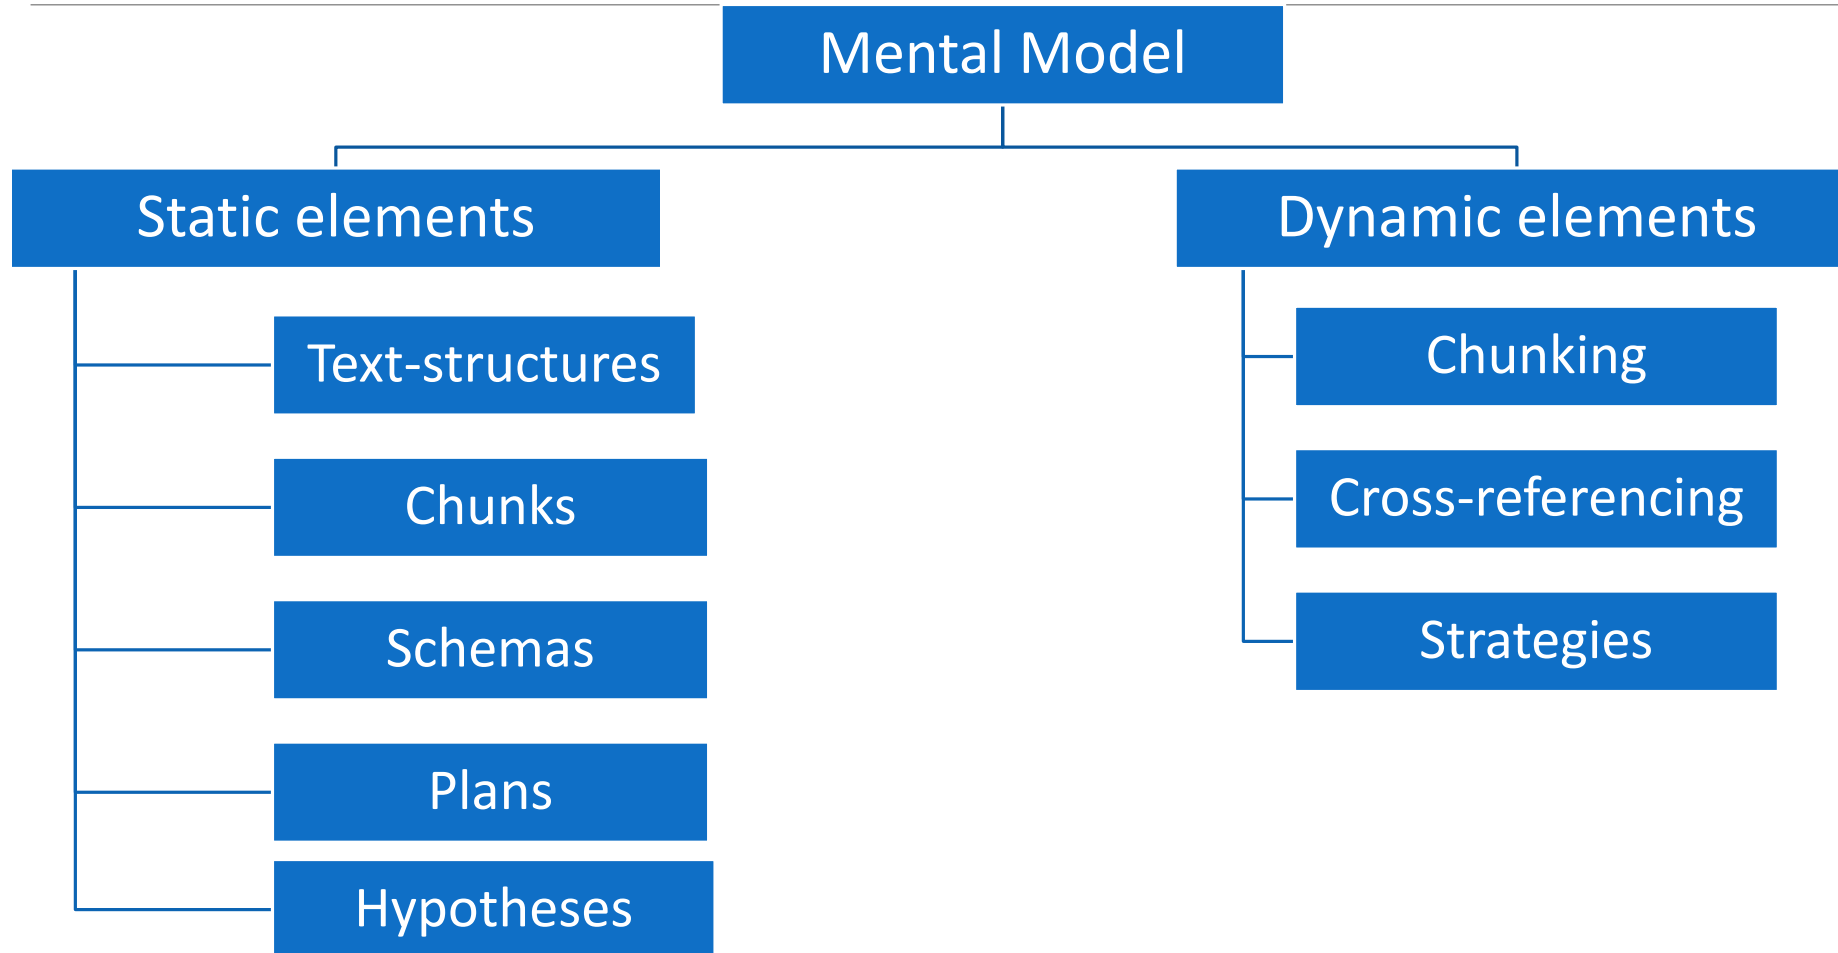 Mental Model
Static elements
Text-structures
Chunks
Schemas
Plans
Hypotheses
Dynamic elements
Chunking
Cross-referencing
Strategies